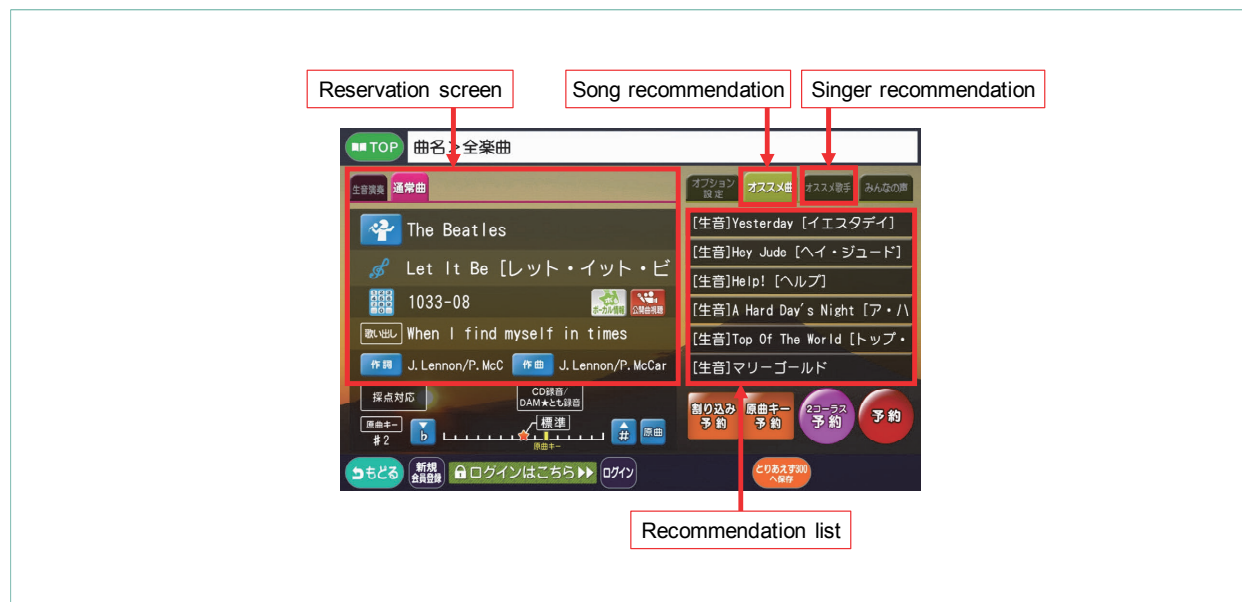 Reservation screen
Song recommendation
Singer recommendation
TOP 曲名>全楽曲
生音演奏 通常曲
オプション設定 オススメ曲 オススメ歌手 みんなの声
The Beatles
Let It Be [レット・イット・ビ
1033-08
ボーカル情報 公開曲視聴
歌い出し When I find myself in times
作詞 J.Lennon/P.McC 作曲 J.Lennon/P.McCar
[生音]Yesterday [イエスタデイ]
[生音]Hey Jude [ヘイ・ジュード]
[生音]Help! [ヘルプ]
[生音]A Hard Day's Night [ア・ハ
[生音]Top Of The World [トップ・
[生音]マリーゴールド
採点対応
CD録音/
DAM★とも録音
原曲キー
#2
♭
標準
原曲キー
# 原曲
割り込み予約
原曲キー予約
2コーラス予約
予約
もどる
新規会員登録
ログインはこちら
ログイン
とりあえず300
へ保存
Recommendation list